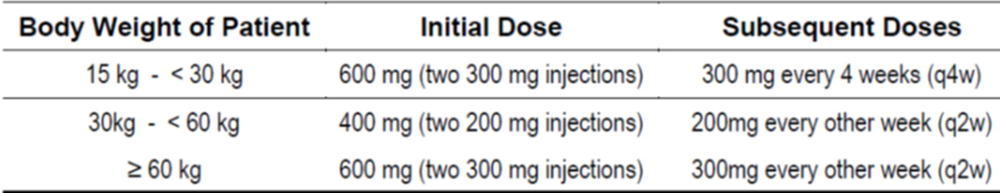 Body Weight of Patient Initial Dose Subsequent Doses
15 kg - < 30 kg 600 mg (two 300 mg injections) 300 mg every 4 weeks (q4w)
30kg - < 60 kg 400 mg (two 200 mg injections) 200mg every other week (q2w)
≥ 60 kg 600 mg (two 300 mg injections) 300mg every other week (q2w)